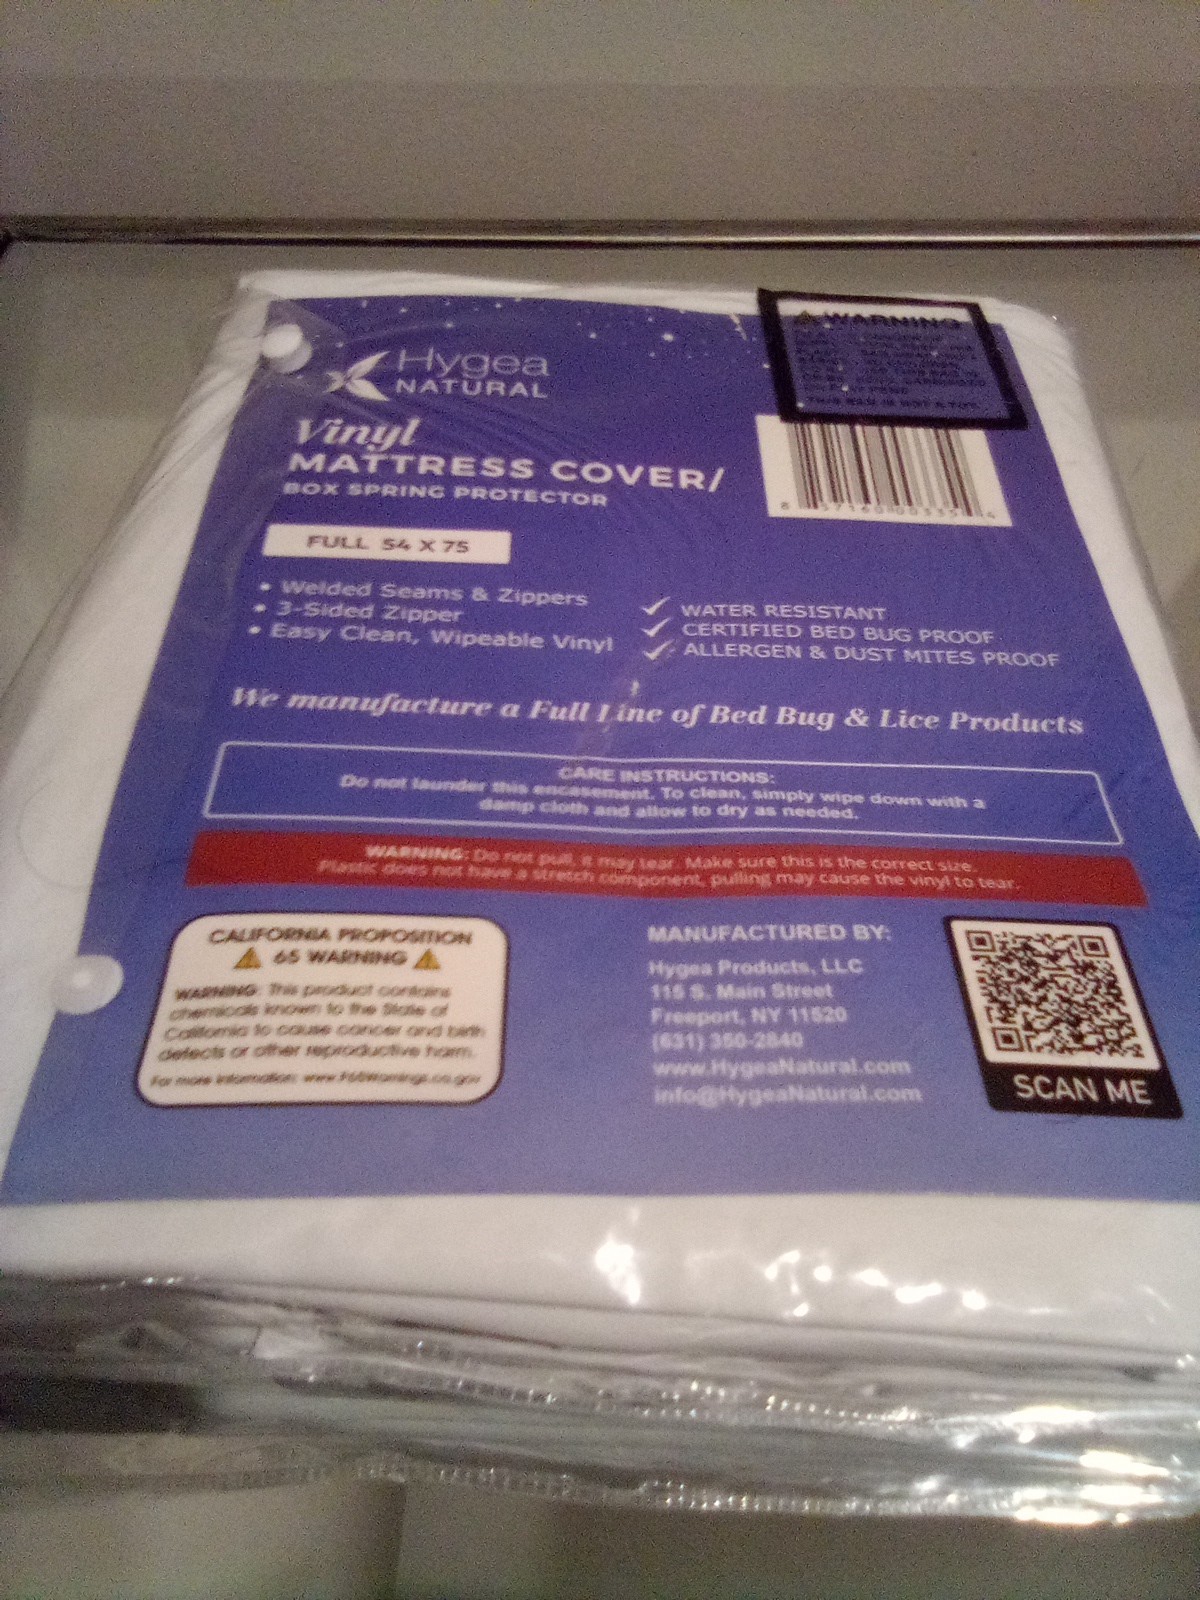 Hygea
NATURAL
Vinyl
MATTRESS COVER/
BOX SPRING PROTECTOR
FULL 54 X 75
• Welded Seams & Zippers
• 3-Sided Zipper
• Easy Clean, Wipeable Vinyl
WARNING
THIS BAG IS NOT A TOY.
8
4
WATER RESISTANT
CERTIFIED BED BUG PROOF
ALLERGEN & DUST MITES PROOF
We manufacture a Full Line of Bed Bug & Lice Products
CARE INSTRUCTIONS:
Do not launder this encasement. To clean, simply wipe down with a
damp cloth and allow to dry as needed.
WARNING: Do not pull, it may tear. Make sure this is the correct size.
Plastic does not have a stretch component, pulling may cause the vinyl to tear.
CALIFORNIA PROPOSITION
65 WARNING
WARNING: This product contains
chemicals known to the State of
California to cause cancer and birth
defects or other reproductive harm.
For more information: www.P65Warnings.ca.gov
MANUFACTURED BY:
Hygea Products, LLC
115 S. Main Street
Freeport, NY 11520
(631) 350-2840
www.HygeaNatural.com
info@HygeaNatural.com
SCAN ME